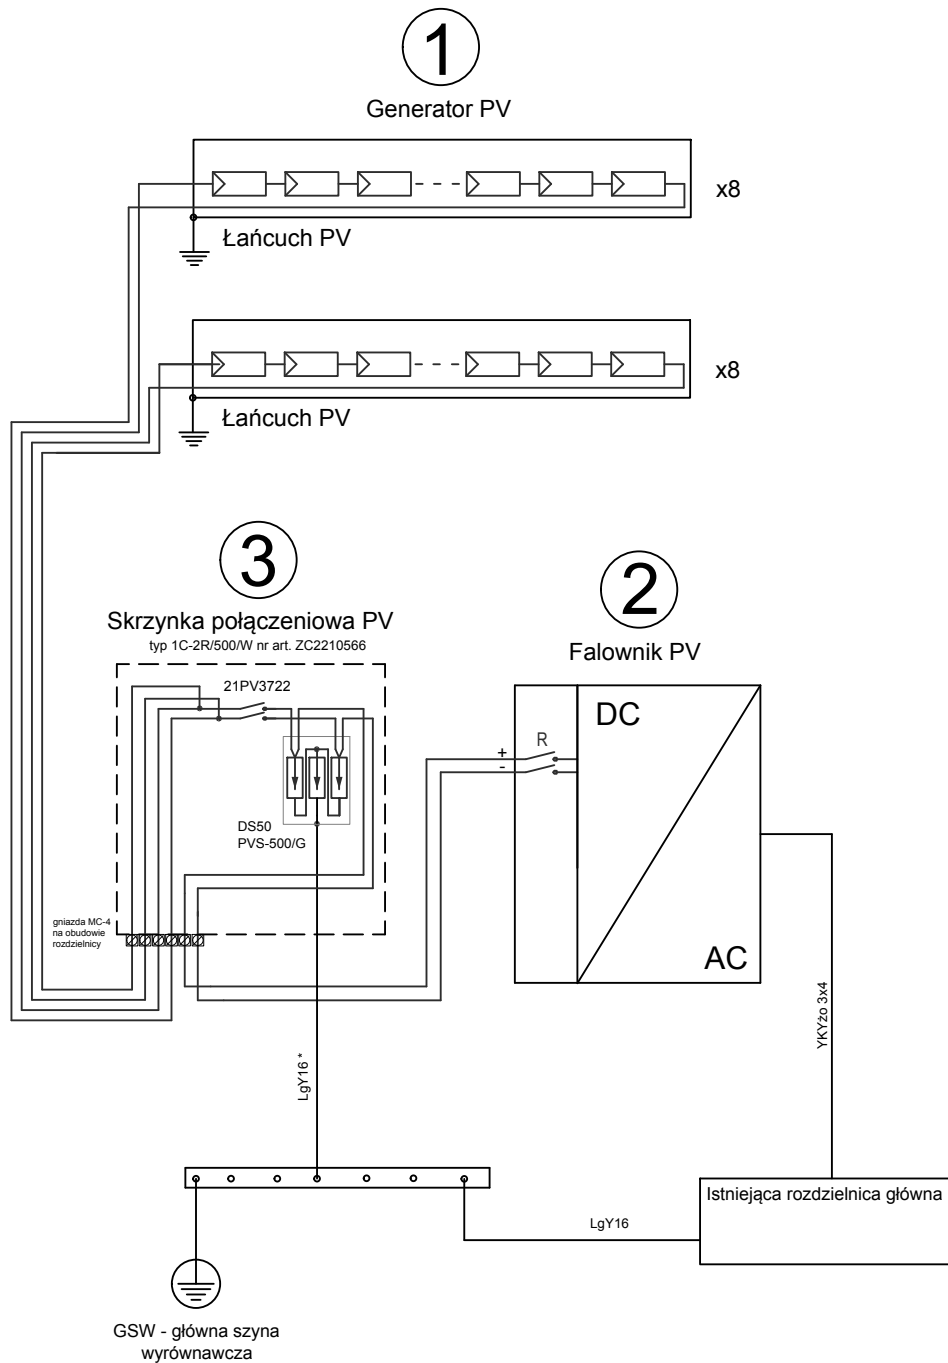 1
Generator PV
x8
Łańcuch PV
x8
Łańcuch PV
3
Skrzynka połączeniowa PV
typ 1C-2R/500/W nr art. ZC2210566
21PV3722
DS50
PVS-500/G
gniazda MC-4
na obudowie
rozdzielnicy
2
Falownik PV
DC
R
+
-
AC
YKYżo 3x4
LgY16 *
Istniejąca rozdzielnica główna
LgY16
GSW - główna szyna
wyrównawcza